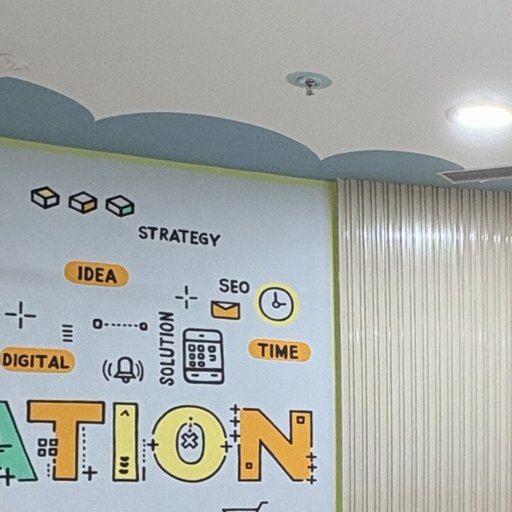 STRATEGY
IDEA
SEO
SOLUTION
TIME
DIGITAL
ATION